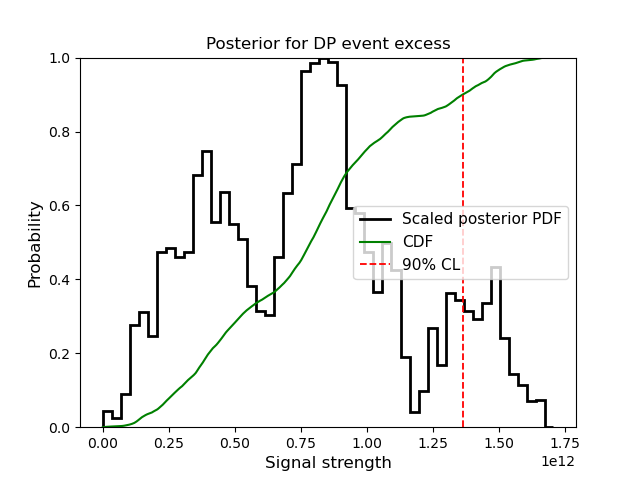 Posterior for DP event excess
1.0
0.8
0.6
0.4
0.2
0.0
Probability
Scaled posterior PDF
CDF
90% CL
0.00 0.25 0.50 0.75 1.00 1.25 1.50 1.75
1e12
Signal strength